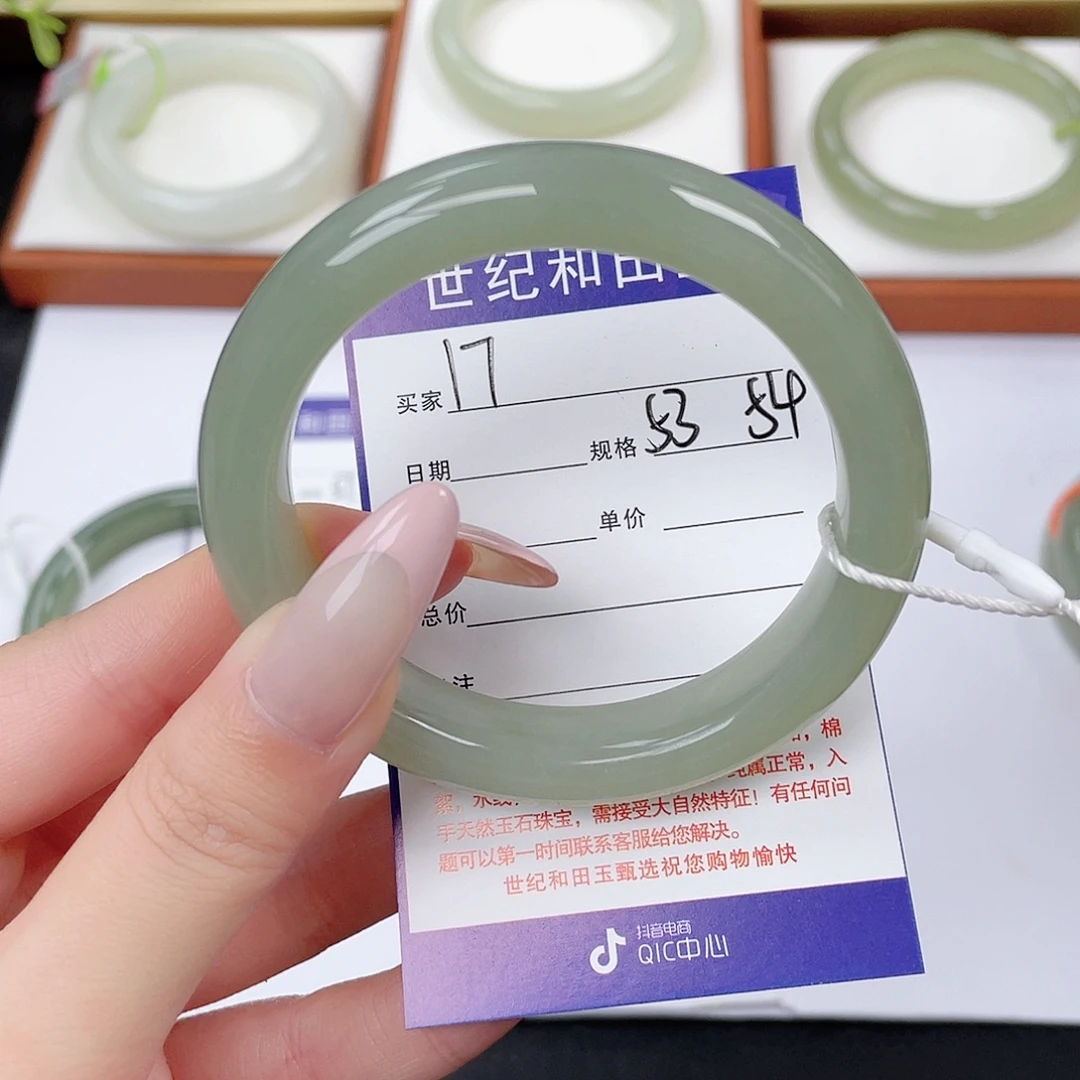 世纪和田
买家 17
规格 53 54
日期
单价
总价
注
棉
纯属正常，入
手天然玉石珠宝，需接受大自然特征！有任何问
题可以第一时间联系客服给您解决。
世纪和田玉甄选祝您购物愉快
抖音电商
QIC中心